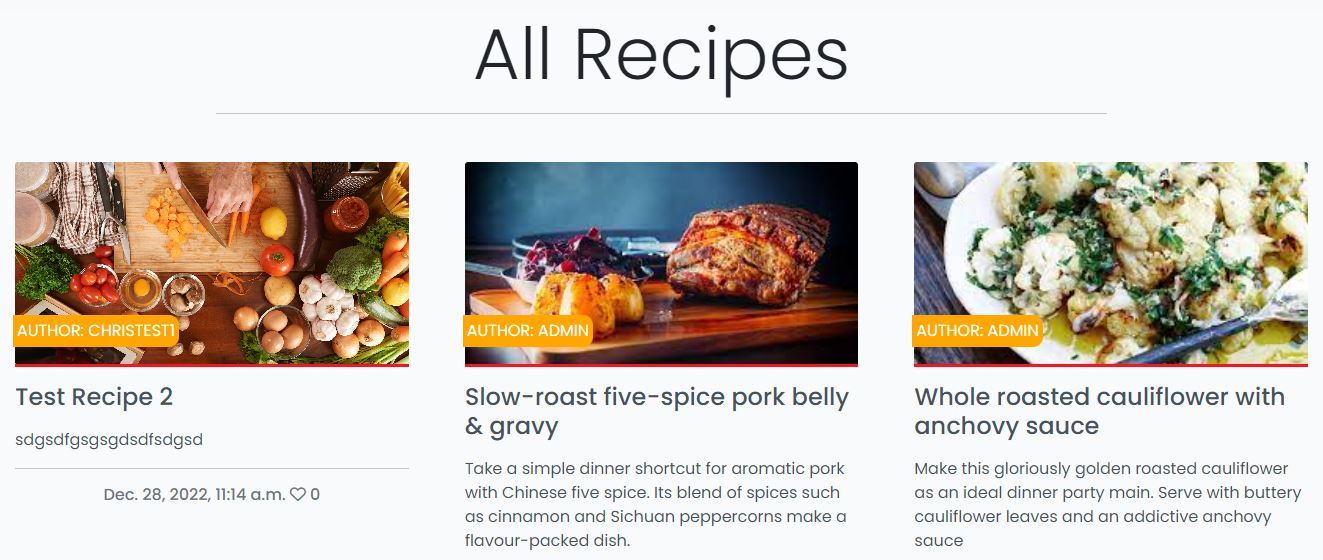 All Recipes
AUTHOR: CHRISTEST1
Test Recipe 2
sdgsdfgsgsgdsdfsdgsd
Dec. 28, 2022, 11:14 a.m. 0
AUTHOR: ADMIN
Slow-roast five-spice pork belly
& gravy
Take a simple dinner shortcut for aromatic pork
with Chinese five spice. Its blend of spices such
as cinnamon and Sichuan peppercorns make a
flavour-packed dish.
AUTHOR: ADMIN
Whole roasted cauliflower with
anchovy sauce
Make this gloriously golden roasted cauliflower
as an ideal dinner party main. Serve with buttery
cauliflower leaves and an addictive anchovy
sauce